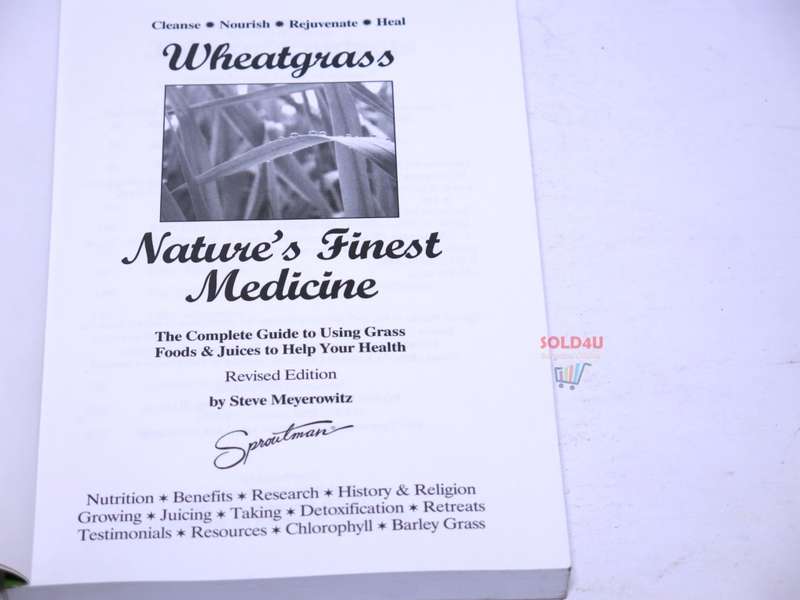 Cleanse ✹ Nourish ✹ Rejuvenate ✹ Heal
Wheatgrass
Nature's Finest
Medicine
The Complete Guide to Using Grass
Foods & Juices to Help Your Health
Revised Edition
by Steve Meyerowitz
Sproutman
Nutrition ✶ Benefits ✶ Research ✶ History & Religion
Growing ✶ Juicing ✶ Taking ✶ Detoxification ✶ Retreats
Testimonials ✶ Resources ✶ Chlorophyll ✶ Barley Grass
SOLD4U